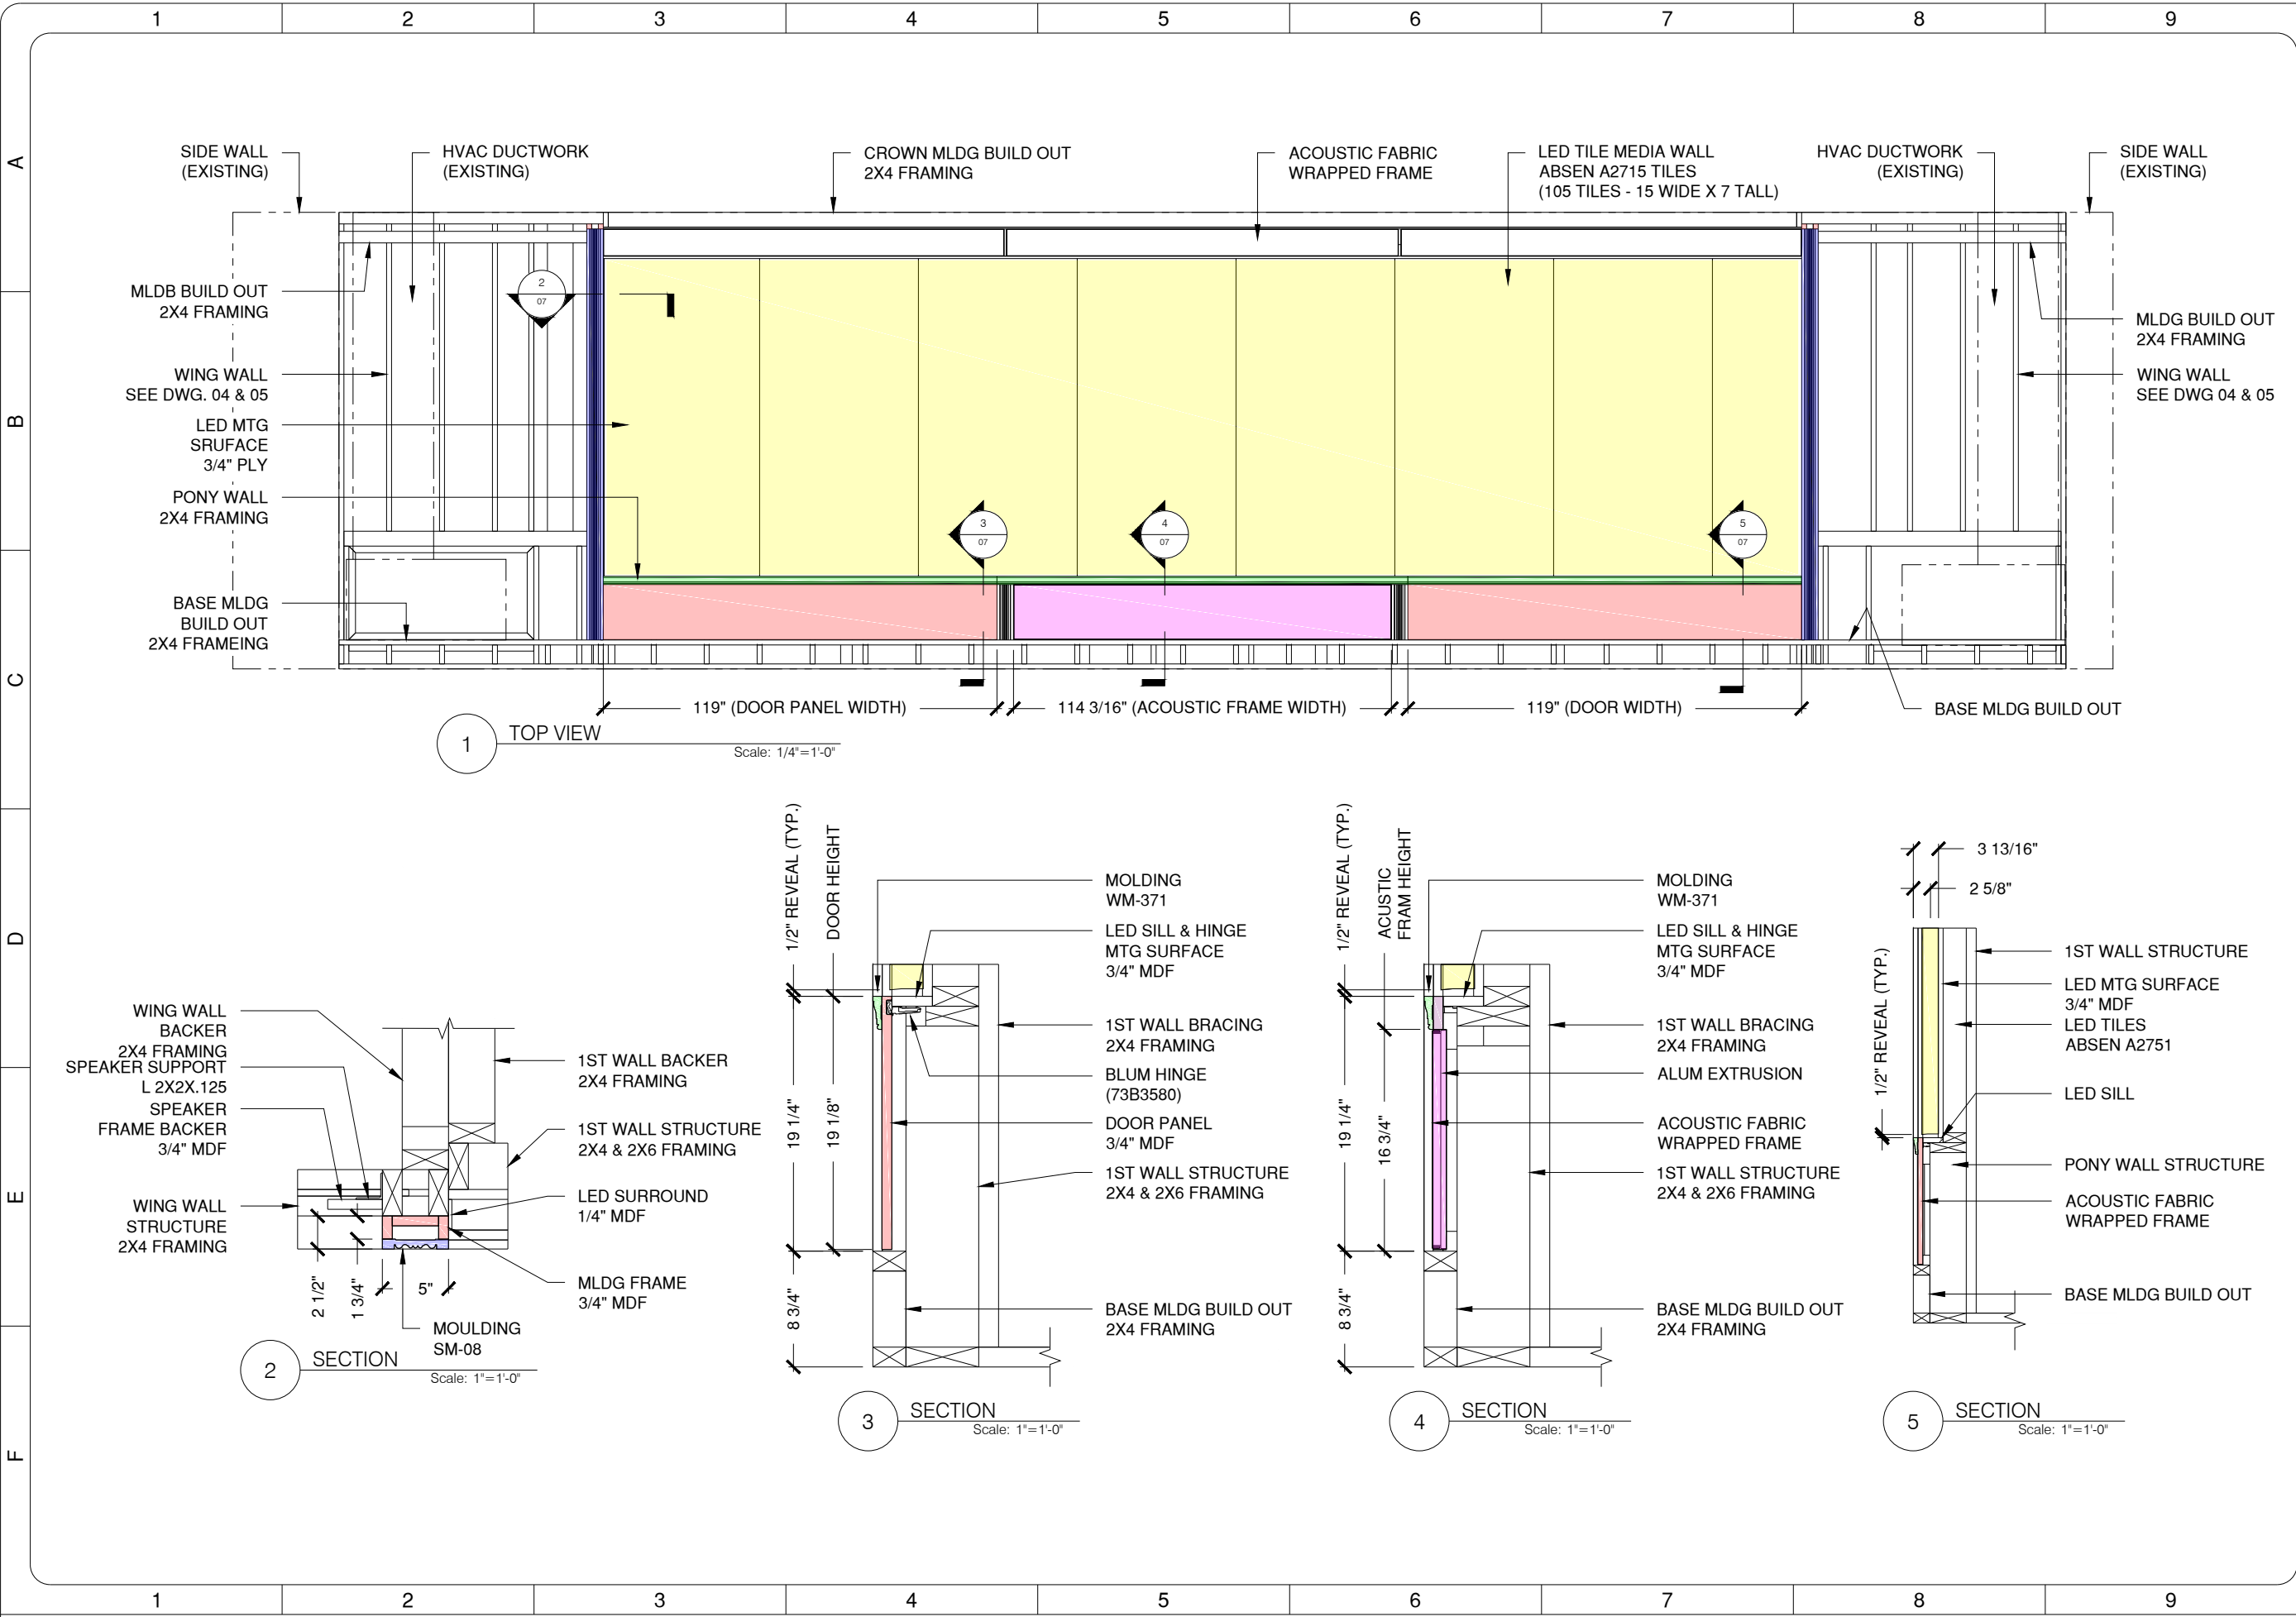 1 2 3 4 5 6 7 8 9
A
B
C
D
E
F
SIDE WALL
(EXISTING)
HVAC DUCTWORK
(EXISTING)
CROWN MLDG BUILD OUT
2X4 FRAMING
ACOUSTIC FABRIC
WRAPPED FRAME
LED TILE MEDIA WALL
ABSEN A2715 TILES
(105 TILES - 15 WIDE X 7 TALL)
HVAC DUCTWORK
(EXISTING)
SIDE WALL
(EXISTING)
MLDB BUILD OUT
2X4 FRAMING
WING WALL
SEE DWG. 04 & 05
LED MTG
SRUFACE
3/4" PLY
PONY WALL
2X4 FRAMING
BASE MLDG
BUILD OUT
2X4 FRAMEING
2
07
3
07
4
07
5
07
MLDG BUILD OUT
2X4 FRAMING
WING WALL
SEE DWG 04 & 05
BASE MLDG BUILD OUT
119" (DOOR PANEL WIDTH)
114 3/16" (ACOUSTIC FRAME WIDTH)
119" (DOOR WIDTH)
1
TOP VIEW
Scale: 1/4"=1'-0"
WING WALL
BACKER
2X4 FRAMING
SPEAKER SUPPORT
L 2X2X.125
SPEAKER
FRAME BACKER
3/4" MDF
WING WALL
STRUCTURE
2X4 FRAMING
1ST WALL BACKER
2X4 FRAMING
1ST WALL STRUCTURE
2X4 & 2X6 FRAMING
LED SURROUND
1/4" MDF
MLDG FRAME
3/4" MDF
MOULDING
SM-08
2 1/2"
1 3/4"
5"
2
SECTION
Scale: 1"=1'-0"
1/2" REVEAL (TYP.)
DOOR HEIGHT
19 1/4"
19 1/8"
8 3/4"
MOLDING
WM-371
LED SILL & HINGE
MTG SURFACE
3/4" MDF
1ST WALL BRACING
2X4 FRAMING
BLUM HINGE
(73B3580)
DOOR PANEL
3/4" MDF
1ST WALL STRUCTURE
2X4 & 2X6 FRAMING
BASE MLDG BUILD OUT
2X4 FRAMING
3
SECTION
Scale: 1"=1'-0"
1/2" REVEAL (TYP.)
ACUSTIC
FRAM HEIGHT
19 1/4"
16 3/4"
8 3/4"
MOLDING
WM-371
LED SILL & HINGE
MTG SURFACE
3/4" MDF
1ST WALL BRACING
2X4 FRAMING
ALUM EXTRUSION
ACOUSTIC FABRIC
WRAPPED FRAME
1ST WALL STRUCTURE
2X4 & 2X6 FRAMING
BASE MLDG BUILD OUT
2X4 FRAMING
4
SECTION
Scale: 1"=1'-0"
3 13/16"
2 5/8"
1/2" REVEAL (TYP.)
1ST WALL STRUCTURE
LED MTG SURFACE
3/4" MDF
LED TILES
ABSEN A2751
LED SILL
PONY WALL STRUCTURE
ACOUSTIC FABRIC
WRAPPED FRAME
BASE MLDG BUILD OUT
5
SECTION
Scale: 1"=1'-0"
1 2 3 4 5 6 7 8 9